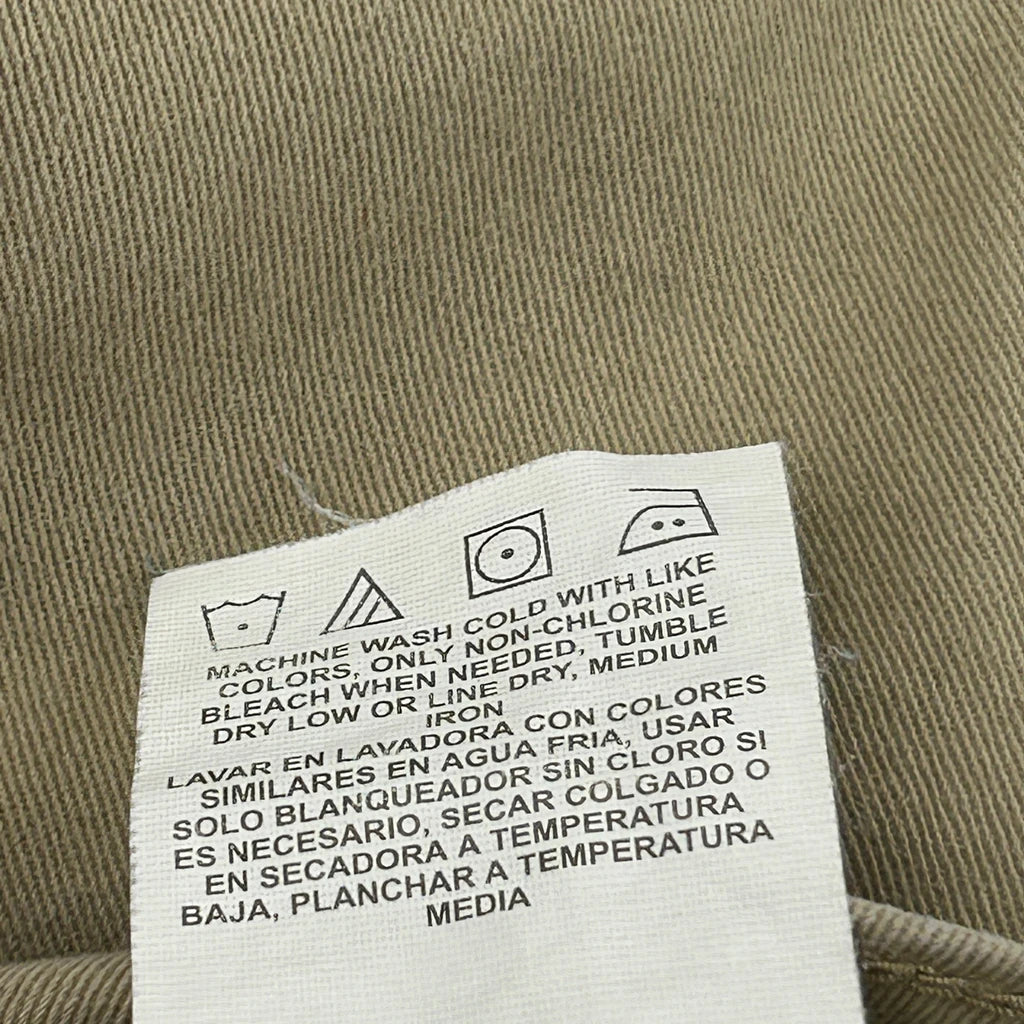 MACHINE WASH COLD WITH LIKE
COLORS, ONLY NON-CHLORINE
BLEACH WHEN NEEDED, TUMBLE
DRY LOW OR LINE DRY, MEDIUM
IRON
LAVAR EN LAVADORA CON COLORES
SIMILARES EN AGUA FRIA, USAR
SOLO BLANQUEADOR SIN CLORO SI
ES NECESARIO, SECAR COLGADO O
EN SECADORA A TEMPERATURA
BAJA, PLANCHAR A TEMPERATURA
MEDIA